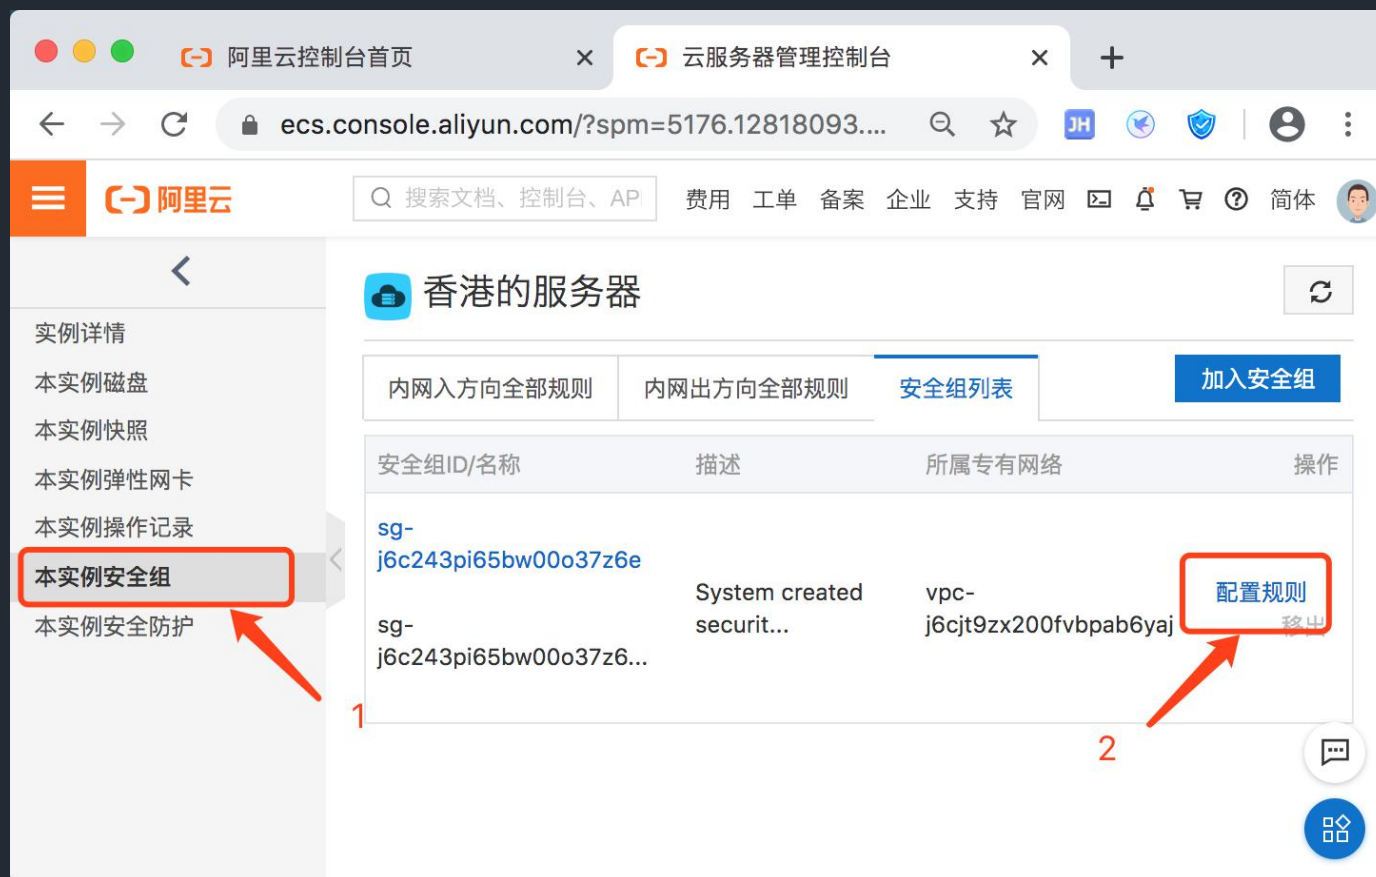 阿里云控制台首页
云服务器管理控制台
ecs.console.aliyun.com/?spm=5176.12818093....
JH
阿里云
搜索文档、控制台、AP
费用 工单 备案 企业 支持 官网 简体
香港的服务器
实例详情
本实例磁盘
本实例快照
本实例弹性网卡
本实例操作记录
本实例安全组
本实例安全防护
1
内网入方向全部规则 内网出方向全部规则 安全组列表 加入安全组
安全组ID/名称 描述 所属专有网络 操作
sg-
j6c243pi65bw00o37z6e
sg-
j6c243pi65bw00o37z6...
System created
securit...
vpc-
j6cjt9zx200fvbpab6yaj
配置规则
移出
2